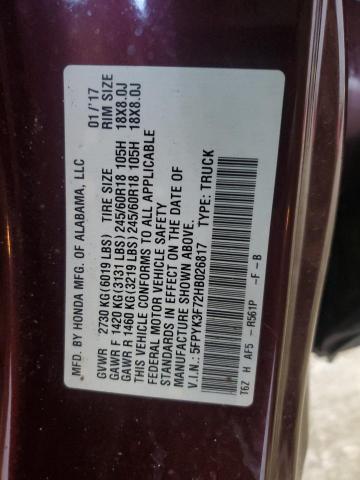 MFD. BY HONDA MFG. OF ALABAMA, LLC 01/'17
GVWR 2730 KG(6019 LBS) TIRE SIZE RIM SIZE
GAWR F 1420 KG(3131 LBS) 245/60R18 105H 18X8.0J
GAWR R 1460 KG(3219 LBS) 245/60R18 105H 18X8.0J
THIS VEHICLE CONFORMS TO ALL APPLICABLE
FEDERAL MOTOR VEHICLE SAFETY
STANDARDS IN EFFECT ON THE DATE OF
MANUFACTURE SHOWN ABOVE.
V.I.N.: 5FPYK3F72HB026817 TYPE: TRUCK
T6Z H AF5 - R561P -F -B